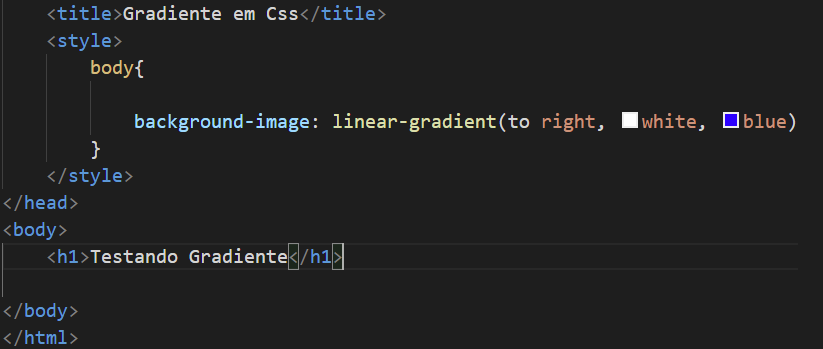 <title>Gradiente em Css</title>
<style>
body{
background-image: linear-gradient(to right, white, blue)
}
</style>
</head>
<body>
<h1>Testando Gradiente</h1>
</body>
</html>